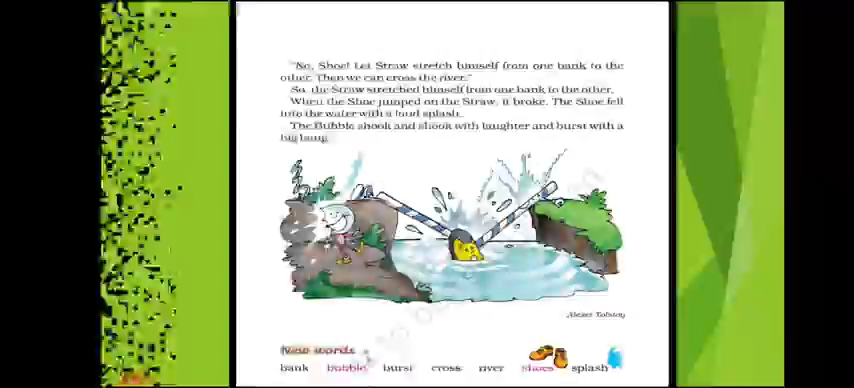 "No, Shoe! Let Straw stretch himself from one bank to the
other. Then we can cross the river."
So, the Straw stretched himself from one bank to the other.
When the Shoe jumped on the Straw, it broke. The Shoe fell
into the water with a loud splash.
The Bubble shook and shook with laughter and burst with a
big bang.
Alexei Tolstoy
New words
bank bubble burst cross river shoes splash